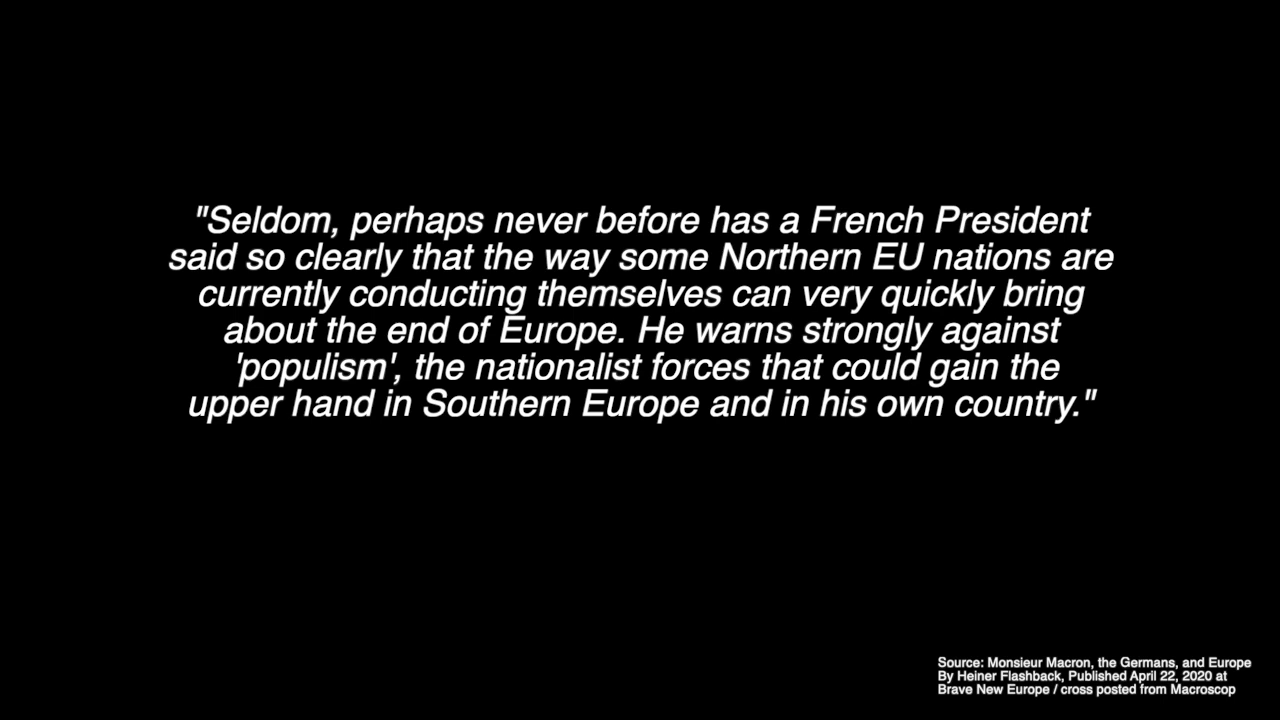 "Seldom, perhaps never before has a French President
said so clearly that the way some Northern EU nations are
currently conducting themselves can very quickly bring
about the end of Europe. He warns strongly against
'populism', the nationalist forces that could gain the
upper hand in Southern Europe and in his own country."
Source: Monsieur Macron, the Germans, and Europe
By Heiner Flashback, Published April 22, 2020 at
Brave New Europe / cross posted from Macroscop